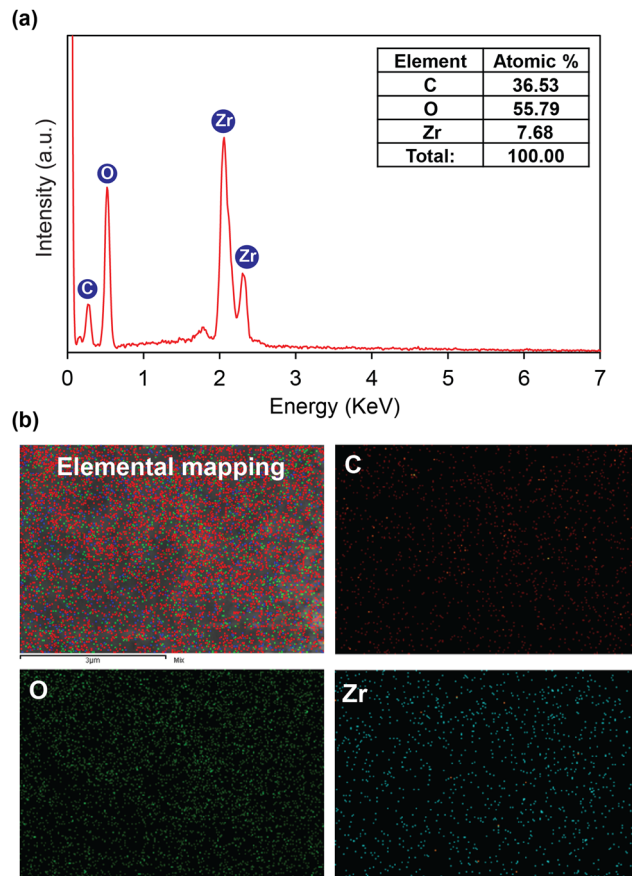 (a)
Intensity (a.u.)
C
O
Zr
Zr
Element Atomic %
C 36.53
O 55.79
Zr 7.68
Total: 100.00
0 1 2 3 4 5 6 7
Energy (KeV)
(b)
Elemental mapping
C
3μm Mix
O
Zr